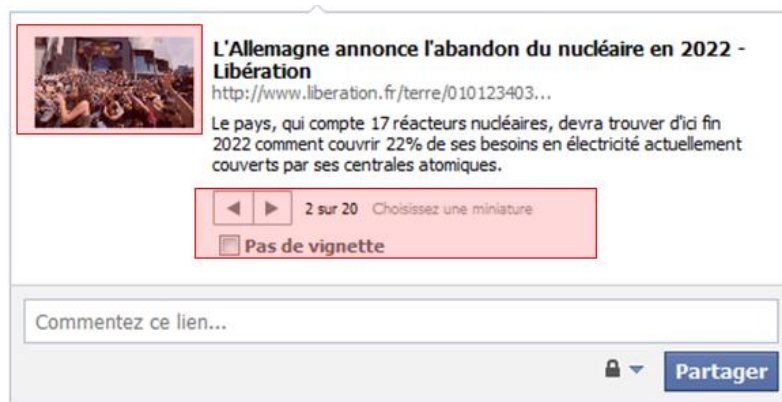 L'Allemagne annonce l'abandon du nucléaire en 2022 -
Libération
http://www.liberation.fr/terre/010123403...
Le pays, qui compte 17 réacteurs nucléaires, devra trouver d'ici fin
2022 comment couvrir 22% de ses besoins en électricité actuellement
couverts par ses centrales atomiques.
2 sur 20 Choisissez une miniature
Pas de vignette
Commentez ce lien...
Partager